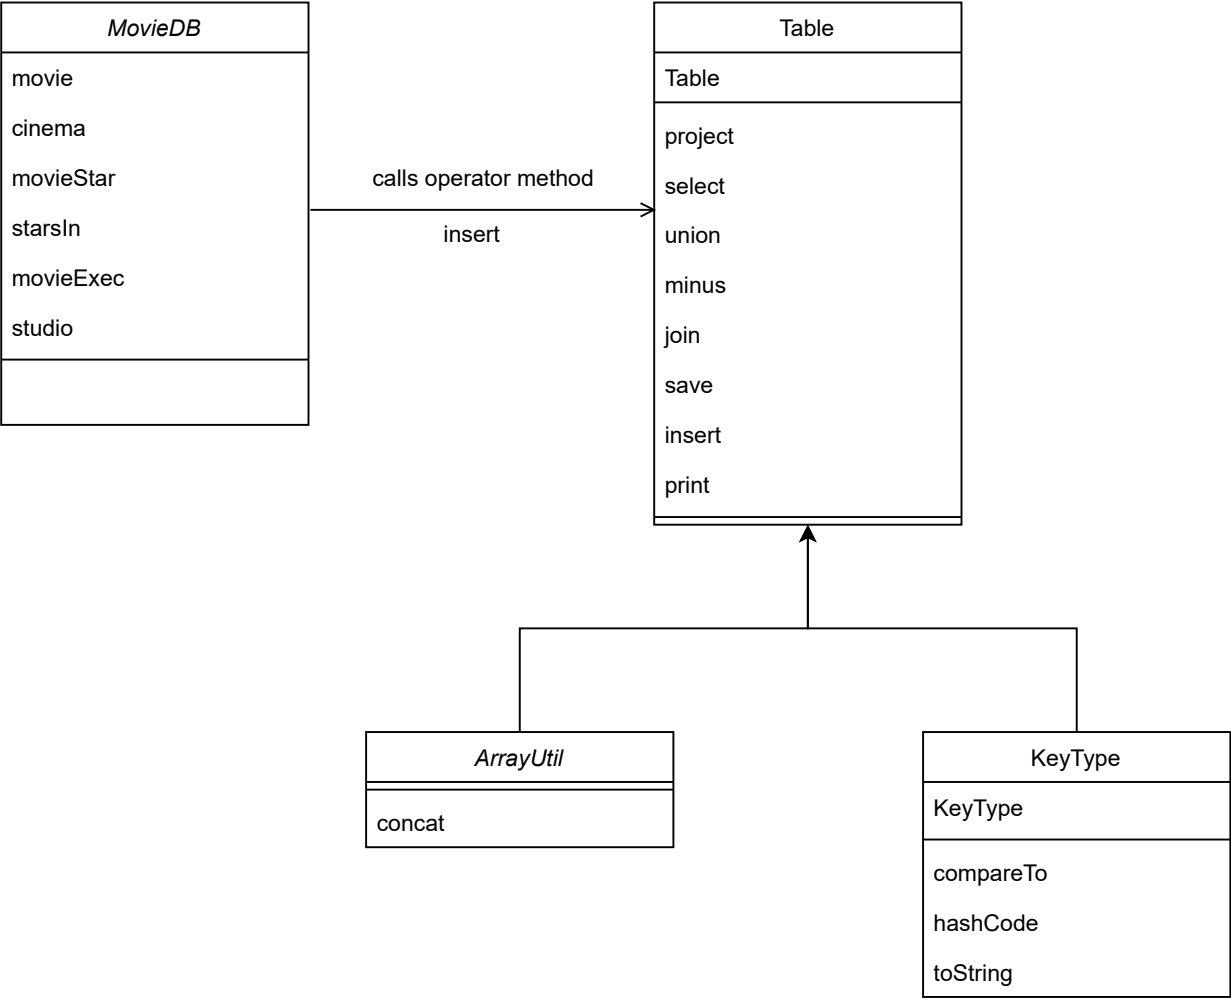 MovieDB
movie
cinema
movieStar
starsIn
movieExec
studio
calls operator method
insert
Table
Table
project
select
union
minus
join
save
insert
print
ArrayUtil
concat
KeyType
KeyType
compareTo
hashCode
toString